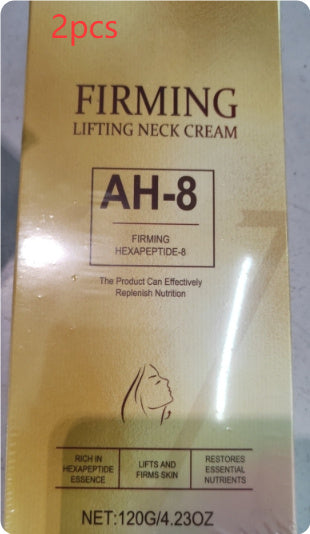 2pcs
FIRMING
LIFTING NECK CREAM
AH-8
FIRMING
HEXAPEPTIDE-8
The Product Can Effectively
Replenish Nutrition
RICH IN
HEXAPEPTIDE
ESSENCE
LIFTS AND
FIRMS SKIN
RESTORES
ESSENTIAL
NUTRIENTS
NET:120G/4.23OZ